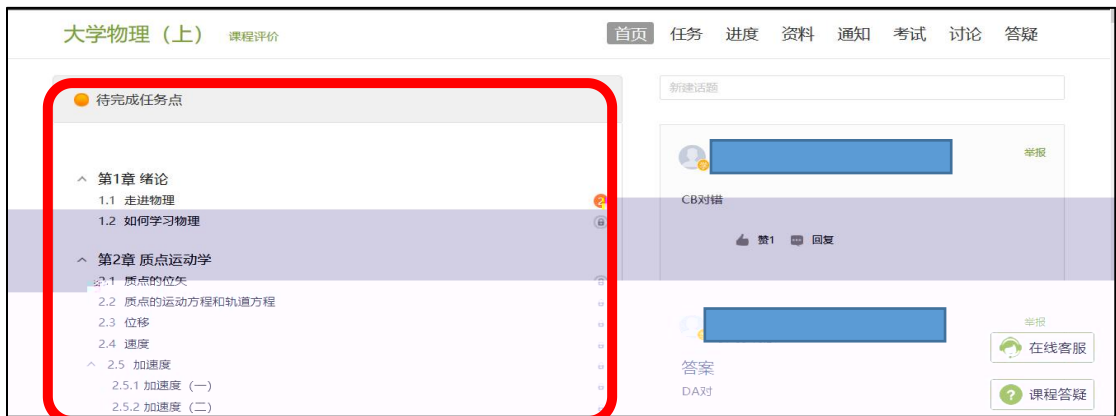 大学物理（上） 课程评价
首页 任务 进度 资料 通知 考试 讨论 答疑
待完成任务点
第1章 绪论
1.1 走进物理 2
1.2 如何学习物理
第2章 质点运动学
2.1 质点的位矢
2.2 质点的运动方程和轨道方程
2.3 位移
2.4 速度
2.5 加速度
2.5.1 加速度（一）
2.5.2 加速度（二）
新建话题
举报
CB对错
赞1 回复
举报
答案
DA对
在线客服
课程答疑